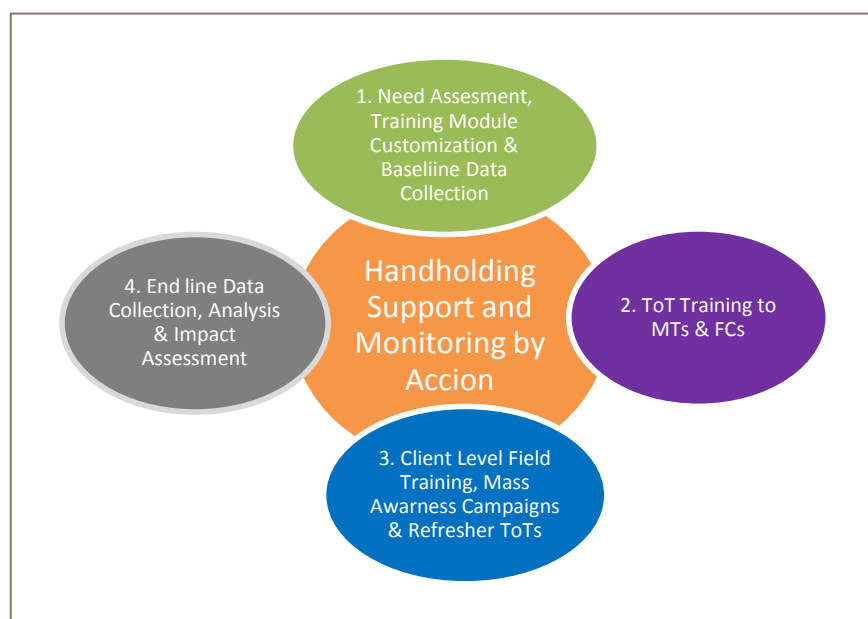 1. Need Assesment,
Training Module
Customization &
Baseliine Data
Collection
Handholding
Support and
Monitoring by
Accion
2. ToT Training to
MTs & FCs
3. Client Level Field
Training, Mass
Awarness Campaigns
& Refresher ToTs
4. End line Data
Collection, Analysis
& Impact
Assessment